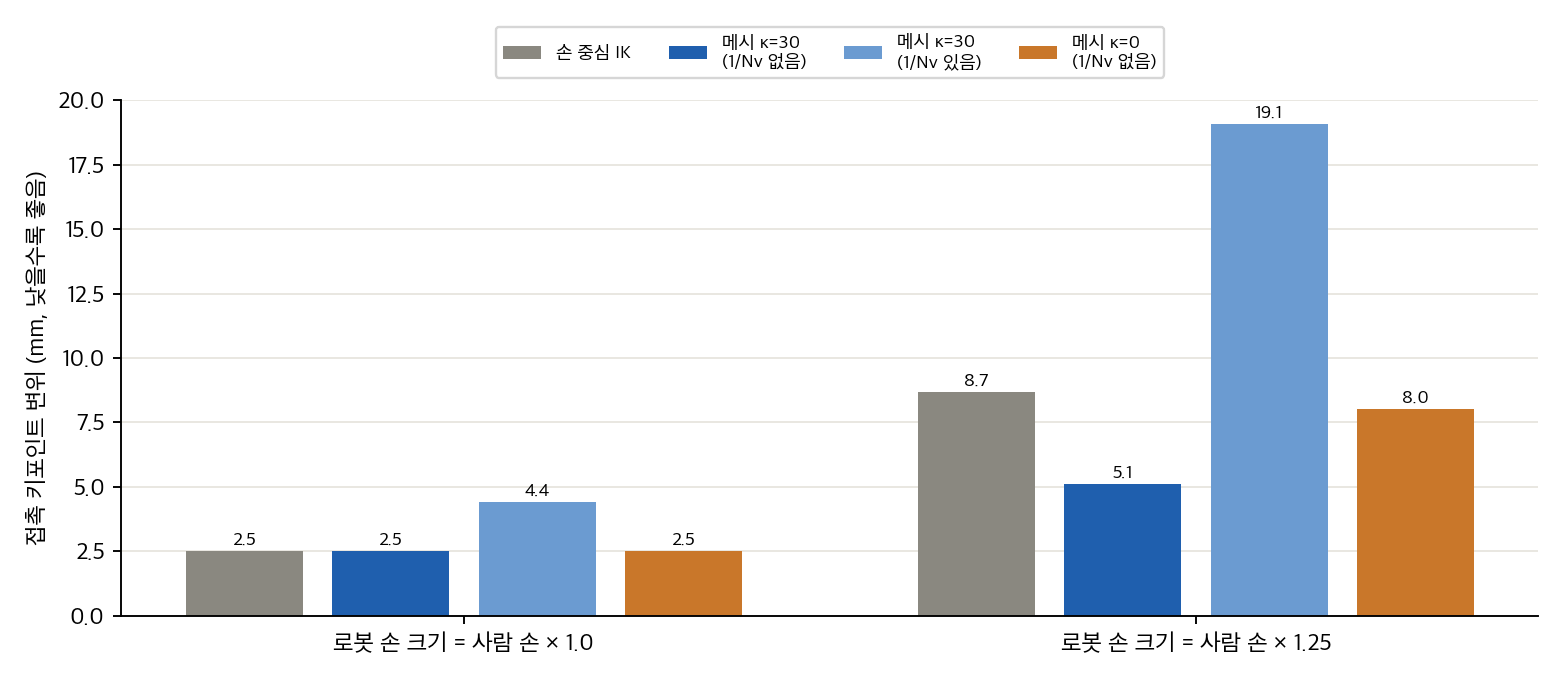 손 중심 IK
메시 κ=30
(1/Nv 없음)
메시 κ=30
(1/Nv 있음)
메시 κ=0
(1/Nv 없음)
접촉 키포인트 변위 (mm, 낮을수록 좋음)
20.0
17.5
15.0
12.5
10.0
7.5
5.0
2.5
0.0
2.5
2.5
4.4
2.5
8.7
5.1
19.1
8.0
로봇 손 크기 = 사람 손 × 1.0
로봇 손 크기 = 사람 손 × 1.25